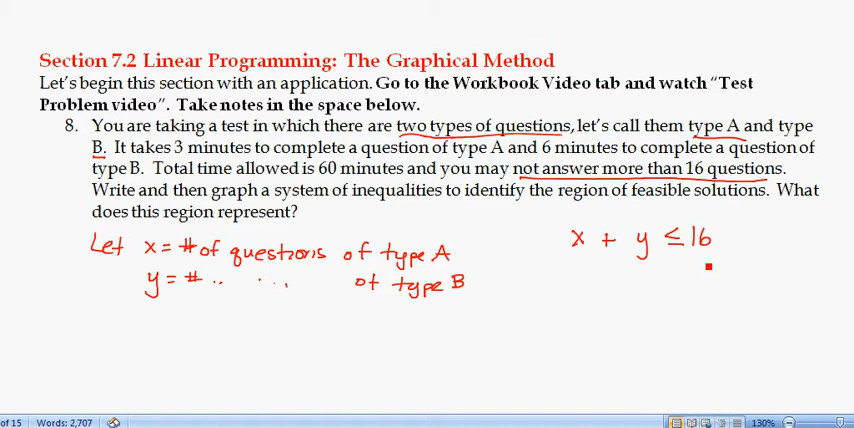 Section 7.2 Linear Programming: The Graphical Method
Let's begin this section with an application. Go to the Workbook Video tab and watch "Test
Problem video". Take notes in the space below.
8. You are taking a test in which there are two types of questions, let's call them type A and type
B. It takes 3 minutes to complete a question of type A and 6 minutes to complete a question of
type B. Total time allowed is 60 minutes and you may not answer more than 16 questions.
Write and then graph a system of inequalities to identify the region of feasible solutions. What
does this region represent?
Let x = # of questions of type A
y = # .. ... of type B
x + y ≤ 16
of 15 Words: 2,707 130%